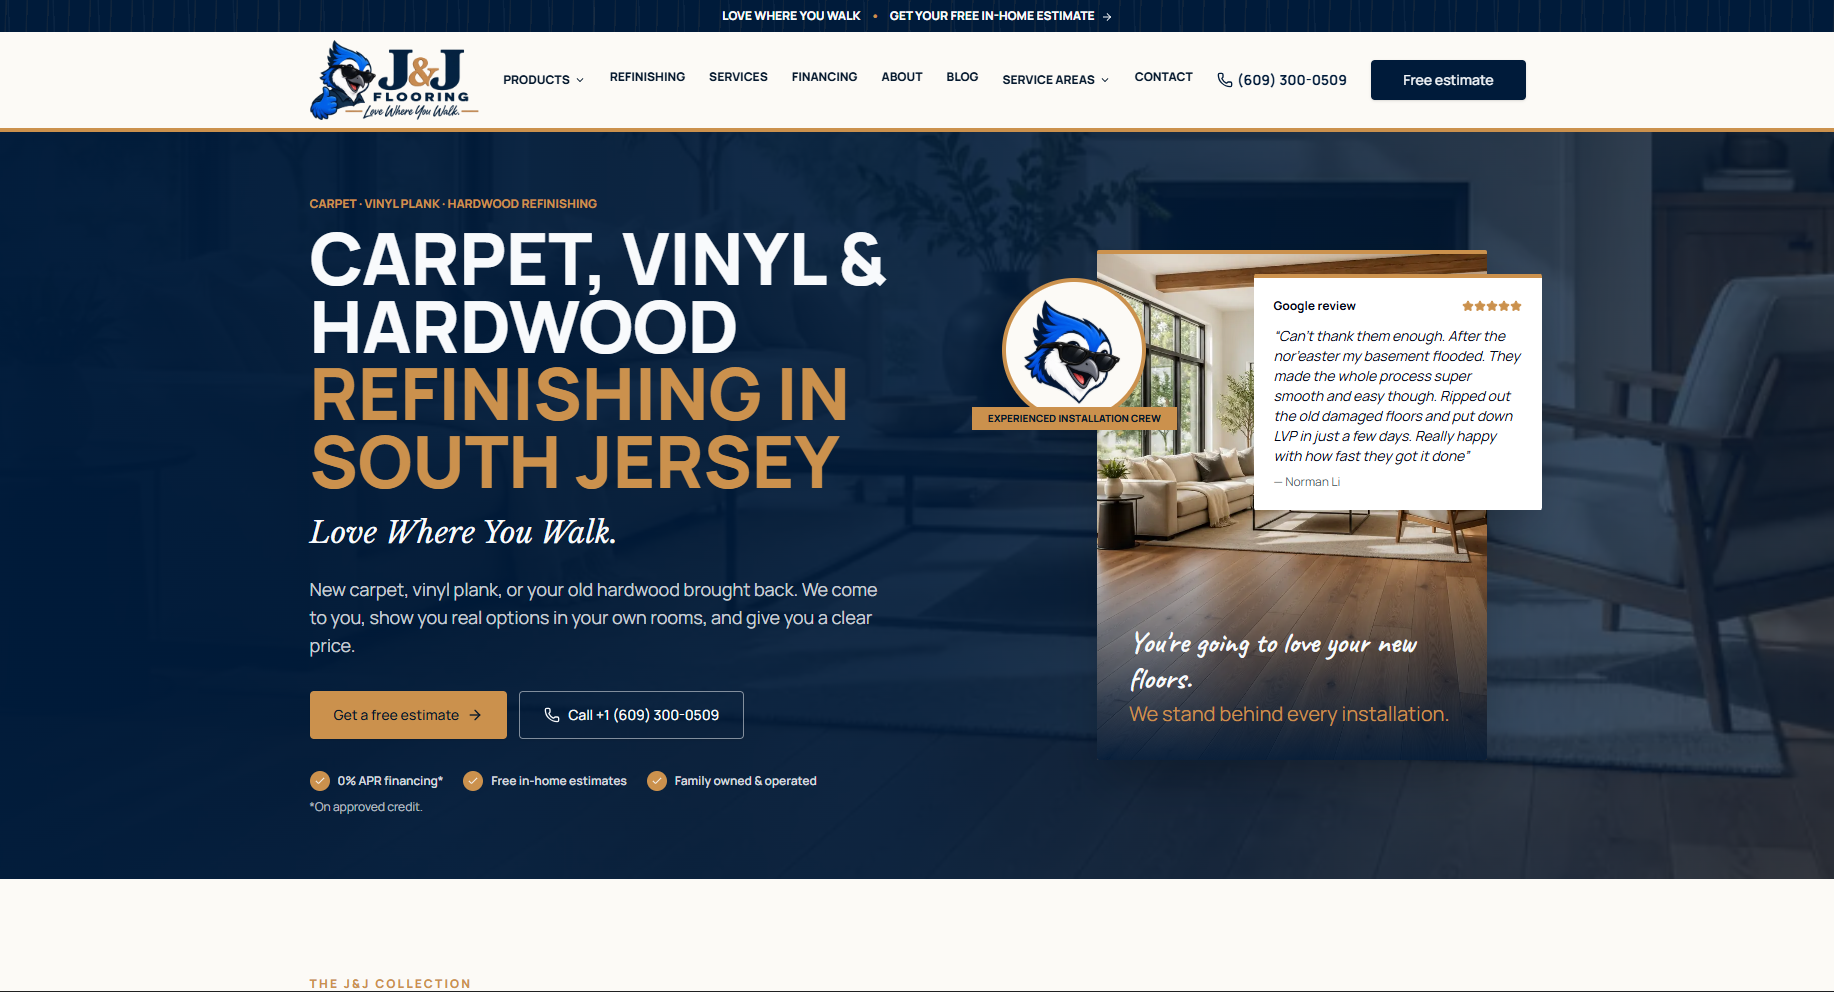 LOVE WHERE YOU WALK • GET YOUR FREE IN-HOME ESTIMATE →
J&J
FLOORING
Love Where You Walk.
PRODUCTS
REFINISHING
SERVICES
FINANCING
ABOUT
BLOG
SERVICE AREAS
CONTACT
(609) 300-0509
Free estimate
CARPET · VINYL PLANK · HARDWOOD REFINISHING
CARPET, VINYL &
HARDWOOD
REFINISHING IN
SOUTH JERSEY
Love Where You Walk.
New carpet, vinyl plank, or your old hardwood brought back. We come
to you, show you real options in your own rooms, and give you a clear
price.
Get a free estimate →
Call +1 (609) 300-0509
0% APR financing*
Free in-home estimates
Family owned & operated
*On approved credit.
EXPERIENCED INSTALLATION CREW
Google review
"Can't thank them enough. After the
nor'easter my basement flooded. They
made the whole process super
smooth and easy though. Ripped out
the old damaged floors and put down
LVP in just a few days. Really happy
with how fast they got it done"
— Norman Li
You're going to love your new
floors.
We stand behind every installation.
THE J&J COLLECTION